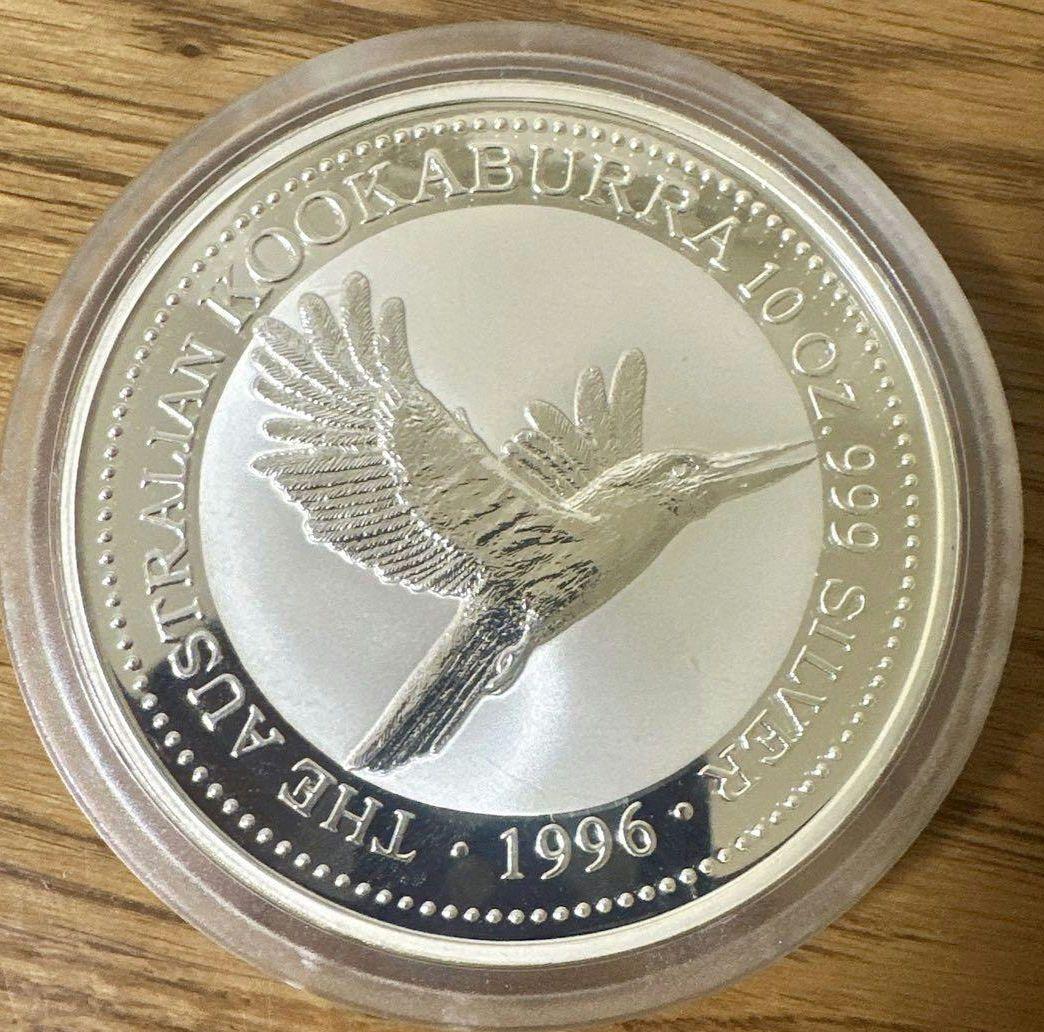 THE AUSTRALIAN KOOKABURRA 10 OZ. 999 SILVER
· 1996 ·